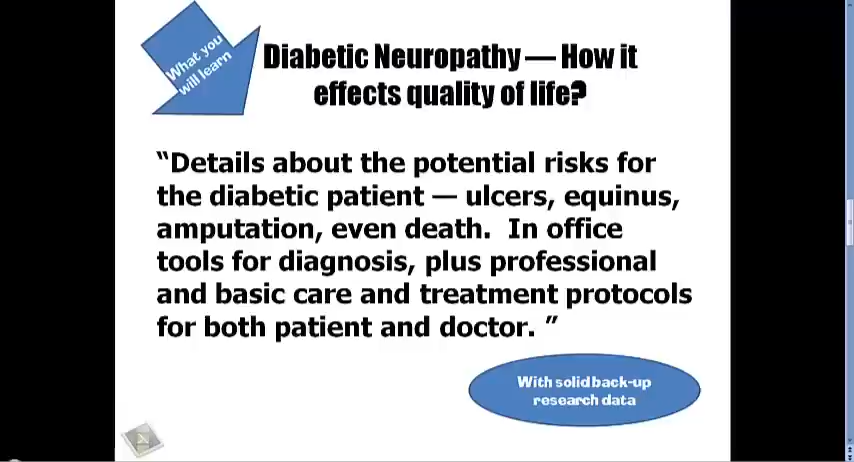 What you
will learn
Diabetic Neuropathy — How it
effects quality of life?
“Details about the potential risks for
the diabetic patient — ulcers, equinus,
amputation, even death.  In office
tools for diagnosis, plus professional
and basic care and treatment protocols
for both patient and doctor. ”
With solid back-up
research data